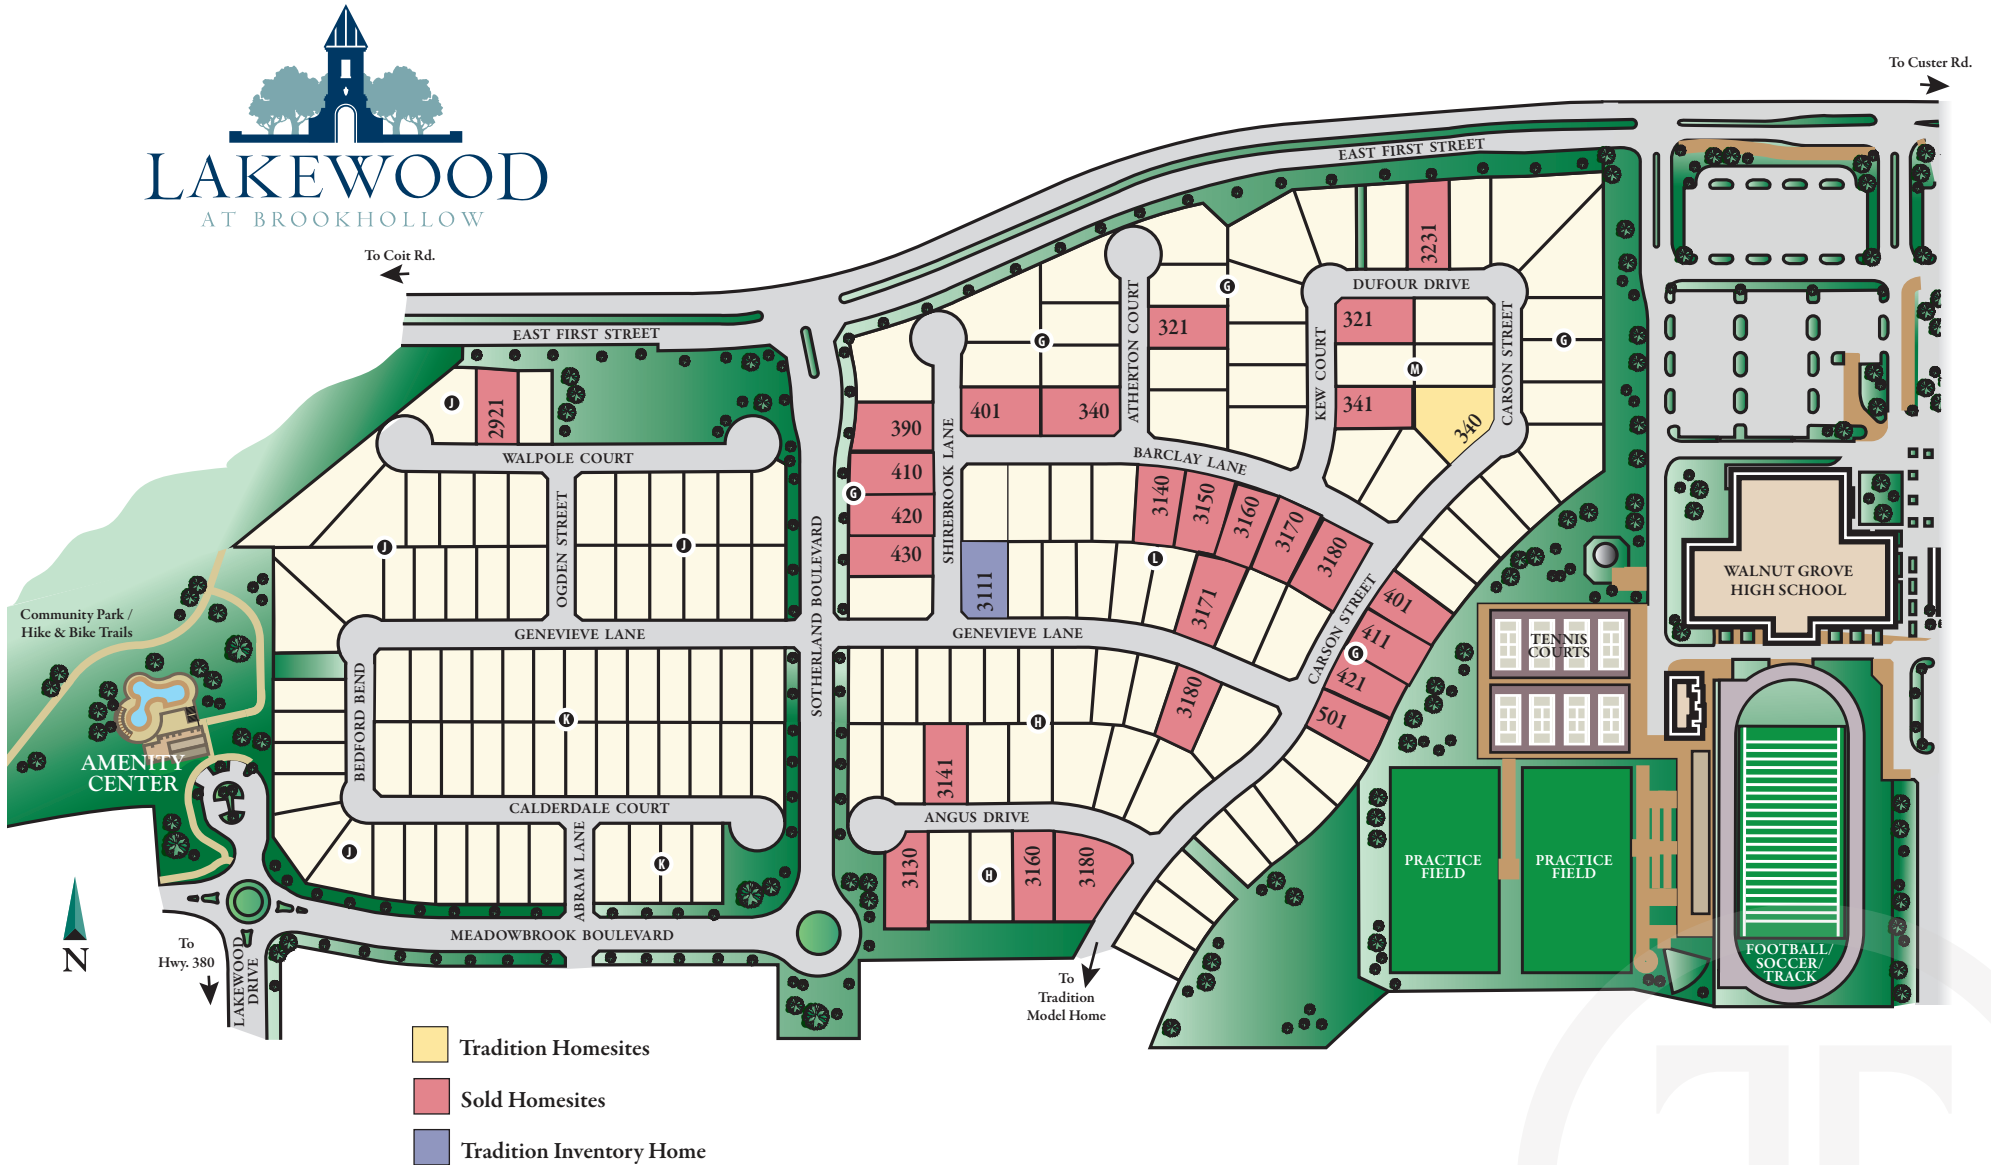 LAKEWOOD
AT BROOKHOLLOW
To Custer Rd.
To Coit Rd.
EAST FIRST STREET
EAST FIRST STREET
3231
DUFOUR DRIVE
321
321
G
G
G
M
J
2921
401
340
341
340
390
410
420
430
G
ATHERTON COURT
KEW COURT
CARSON STREET
SHIREBROOK LANE
WALPOLE COURT
BARCLAY LANE
OGDEN STREET
SOTHERLAND BOULEVARD
3140
3150
3160
3170
3180
J
J
L
3111
3171
CARSON STREET
401
411
G
421
501
WALNUT GROVE
HIGH SCHOOL
TENNIS
COURTS
Community Park /
Hike & Bike Trails
GENEVIEVE LANE
GENEVIEVE LANE
BEDFORD BEND
K
H
3180
3141
AMENITY
CENTER
CALDERDALE COURT
ANGUS DRIVE
ABRAM LANE
J
K
3130
H
3160
3180
PRACTICE
FIELD
PRACTICE
FIELD
FOOTBALL/
SOCCER/
TRACK
MEADOWBROOK BOULEVARD
N
To
Hwy. 380
LAKEWOOD
DRIVE
To
Tradition
Model Home
Tradition Homesites
Sold Homesites
Tradition Inventory Home